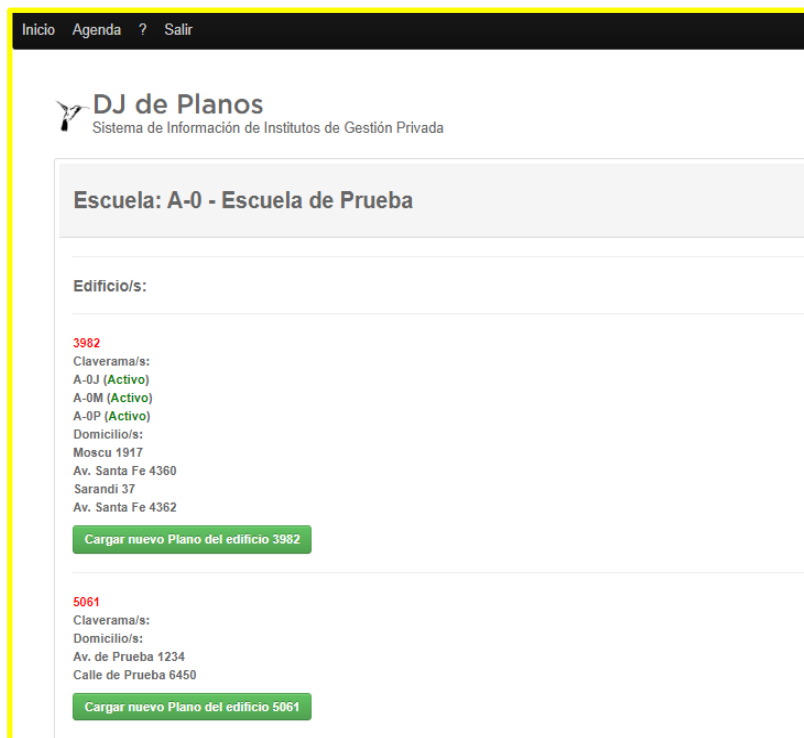 Inicio Agenda ? Salir
DJ de Planos
Sistema de Información de Institutos de Gestión Privada
Escuela: A-0 - Escuela de Prueba
Edificio/s:
3982
Claverama/s:
A-0J (Activo)
A-0M (Activo)
A-0P (Activo)
Domicilio/s:
Moscu 1917
Av. Santa Fe 4360
Sarandi 37
Av. Santa Fe 4362
Cargar nuevo Plano del edificio 3982
5061
Claverama/s:
Domicilio/s:
Av. de Prueba 1234
Calle de Prueba 6450
Cargar nuevo Plano del edificio 5061